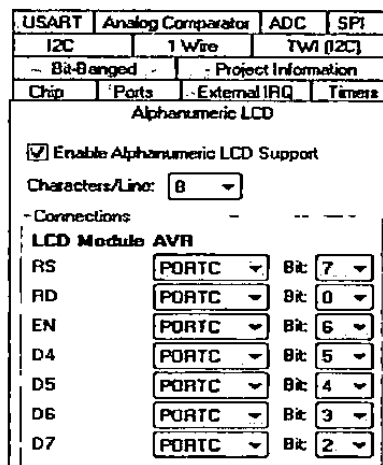 USART Analog Comparator ADC SPI
I2C 1 Wire TWI (I2C)
Bit-Banged Project Information
Chip Ports External IRQ Timers
Alphanumeric LCD
Enable Alphanumeric LCD Support
Characters/Line: 8
Connections
LCD Module AVR
RS PORTC Bit: 7
RD PORTC Bit: 0
EN PORTC Bit: 6
D4 PORTC Bit: 5
D5 PORTC Bit: 4
D6 PORTC Bit: 3
D7 PORTC Bit: 2